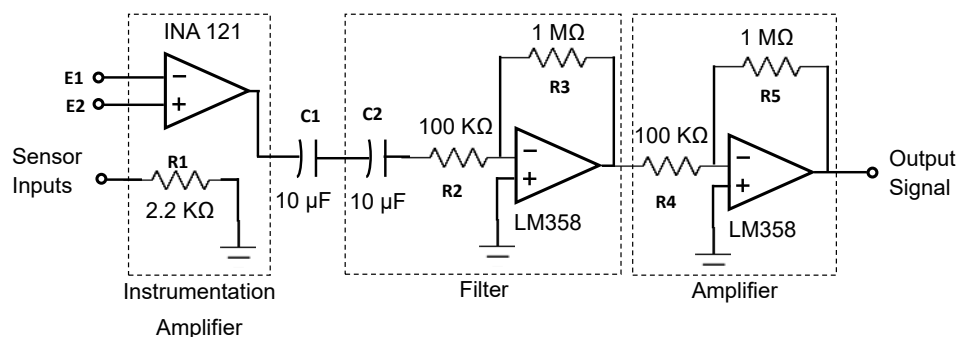 INA 121
E1
E2
Sensor
Inputs
R1
2.2 KΩ
Instrumentation
Amplifier
C1
10 µF
C2
10 µF
100 KΩ
R2
1 MΩ
R3
LM358
Filter
100 KΩ
R4
1 MΩ
R5
LM358
Amplifier
Output
Signal